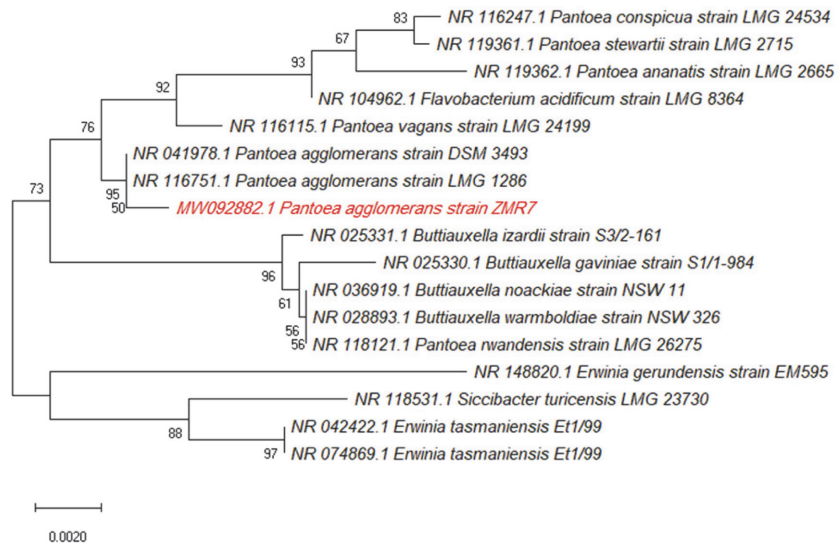 83
NR 116247.1 Pantoea conspicua strain LMG 24534
67
NR 119361.1 Pantoea stewartii strain LMG 2715
93
NR 119362.1 Pantoea ananatis strain LMG 2665
92
NR 104962.1 Flavobacterium acidificum strain LMG 8364
76
NR 116115.1 Pantoea vagans strain LMG 24199
NR 041978.1 Pantoea agglomerans strain DSM 3493
73
NR 116751.1 Pantoea agglomerans strain LMG 1286
95
50
MW092882.1 Pantoea agglomerans strain ZMR7
NR 025331.1 Buttiauxella izardii strain S3/2-161
96
NR 025330.1 Buttiauxella gaviniae strain S1/1-984
61
NR 036919.1 Buttiauxella noackiae strain NSW 11
NR 028893.1 Buttiauxella warmboldiae strain NSW 326
56
56
NR 118121.1 Pantoea rwandensis strain LMG 26275
NR 148820.1 Erwinia gerundensis strain EM595
NR 118531.1 Siccibacter turicensis LMG 23730
88
NR 042422.1 Erwinia tasmaniensis Et1/99
97
NR 074869.1 Erwinia tasmaniensis Et1/99
0.0020